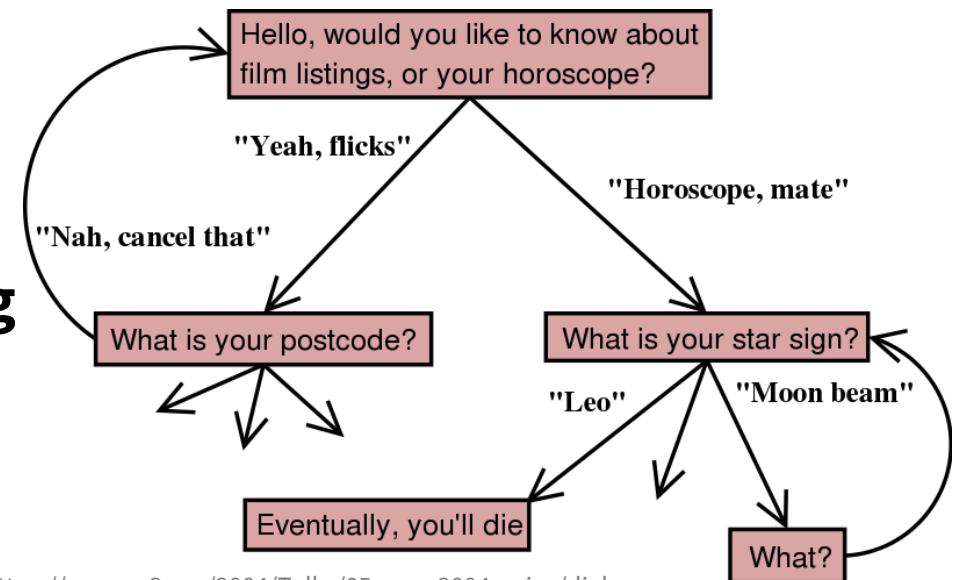 Hello, would you like to know about
film listings, or your horoscope?
"Yeah, flicks"
"Horoscope, mate"
"Nah, cancel that"
g
What is your postcode?
What is your star sign?
"Leo"
"Moon beam"
Eventually, you'll die
What?